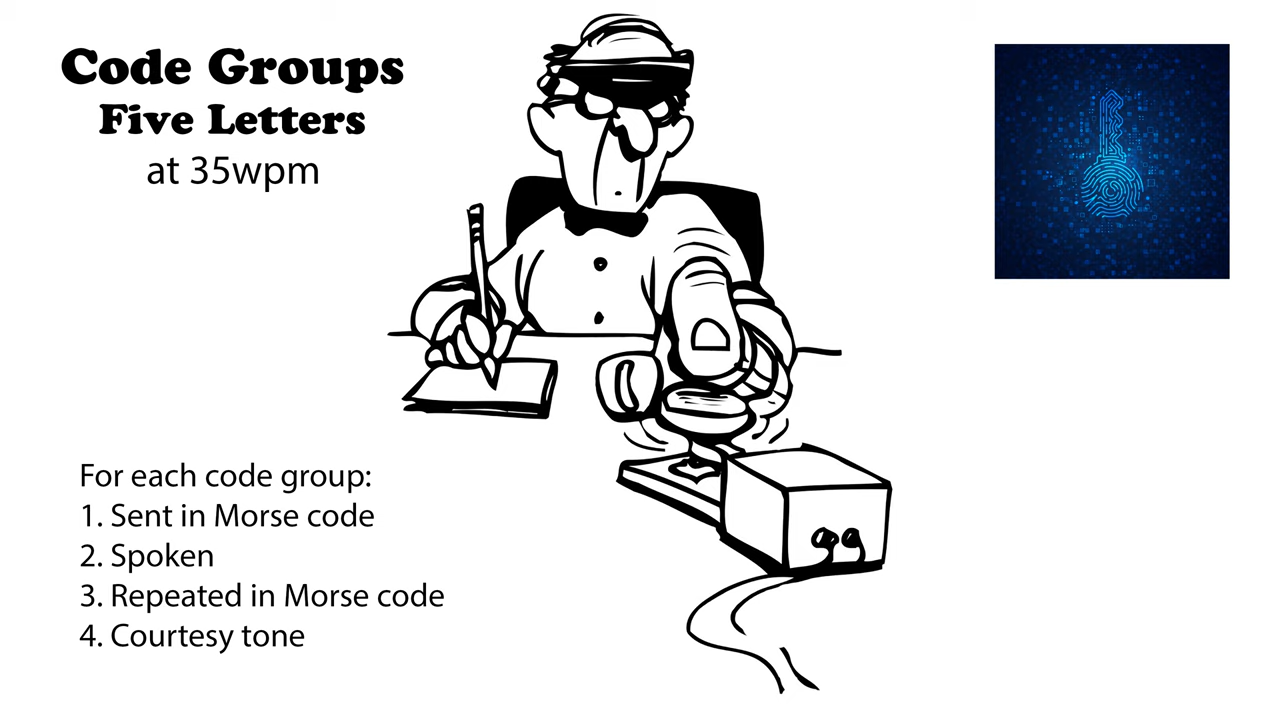 Code Groups
Five Letters
at 35wpm
For each code group:
1. Sent in Morse code
2. Spoken
3. Repeated in Morse code
4. Courtesy tone